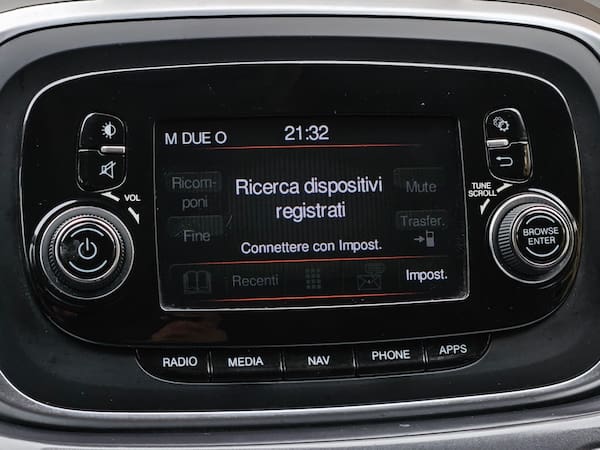 M DUE O 21:32
Ricom-
poni
Ricerca dispositivi
registrati
Mute
Fine
Trasfer.
Connettere con Impost.
Recenti
Impost.
VOL
TUNE
SCROLL
BROWSE
ENTER
RADIO MEDIA NAV PHONE APPS